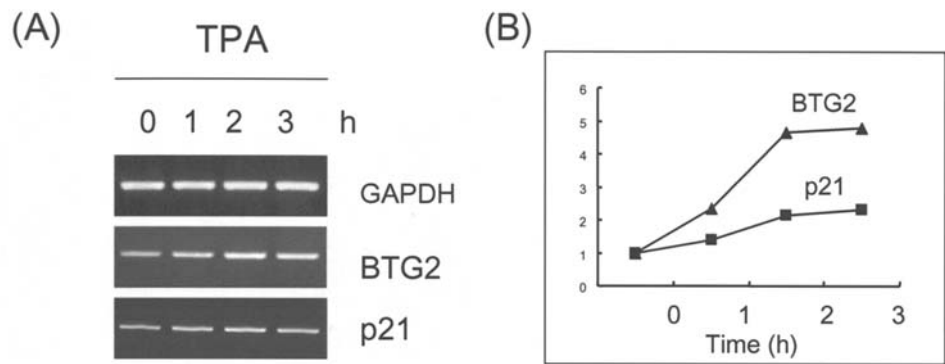 (A)
TPA
0 1 2 3 h
GAPDH
BTG2
p21
(B)
6
5
4
3
2
1
0
BTG2
p21
0 1 2 3
Time (h)